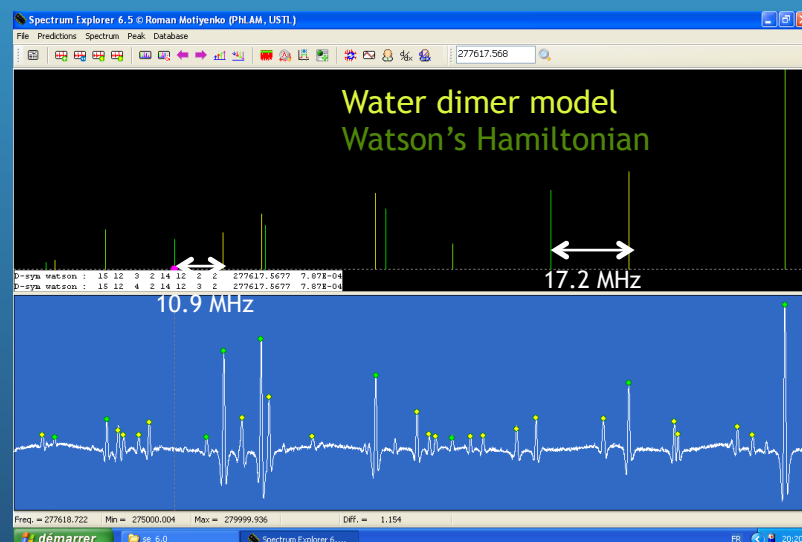 Spectrum Explorer 6.5 © Roman Motiyenko (PhLAM, USTL)
File Predictions Spectrum Peak Database
277617.568
Water dimer model
Watson's Hamiltonian
D-sym watson : 15 12 3 2 14 12 2 2 277617.5677 7.87E-04
D-sym watson : 15 12 4 2 14 12 3 2 277617.5677 7.87E-04
10.9 MHz
17.2 MHz
Freq. = 277618.722 Min = 275000.004 Max = 279999.936 Diff. = 1.154
démarrer se_6.0 Spectrum Explorer 6.... FR 20:20